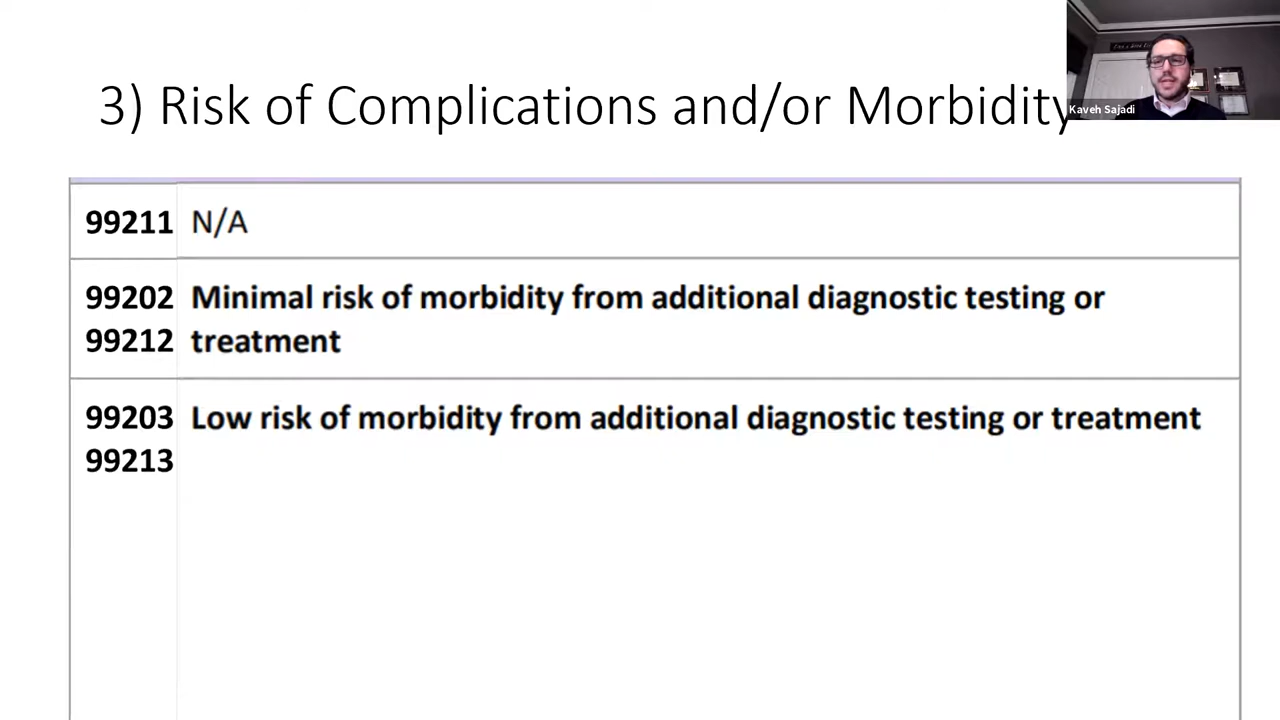 3) Risk of Complications and/or Morbidity
Kaveh Sajadi
99211 N/A
99202 Minimal risk of morbidity from additional diagnostic testing or
99212 treatment
99203 Low risk of morbidity from additional diagnostic testing or treatment
99213